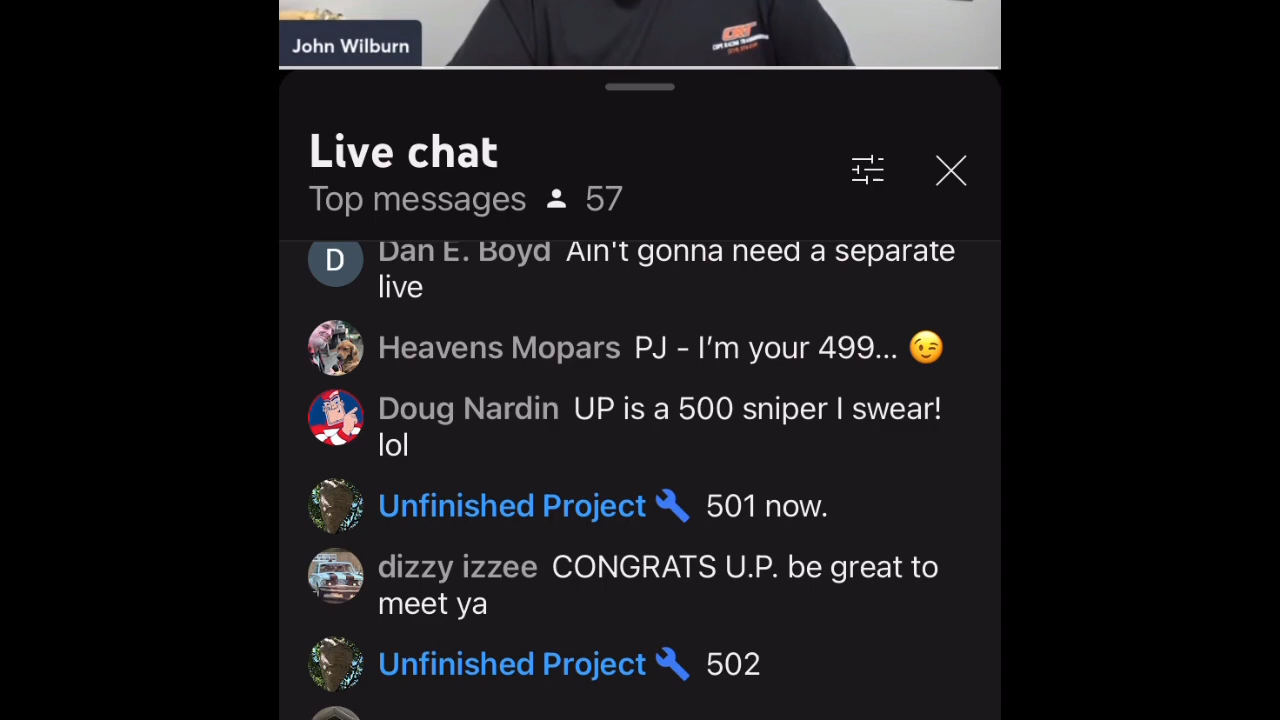 John Wilburn
CRT
Live chat
Top messages 57
D Dan E. Boyd Ain't gonna need a separate
live
Heavens Mopars PJ - I’m your 499... 😉
Doug Nardin UP is a 500 sniper I swear!
lol
Unfinished Project 501 now.
dizzy izzee CONGRATS U.P. be great to
meet ya
Unfinished Project 502